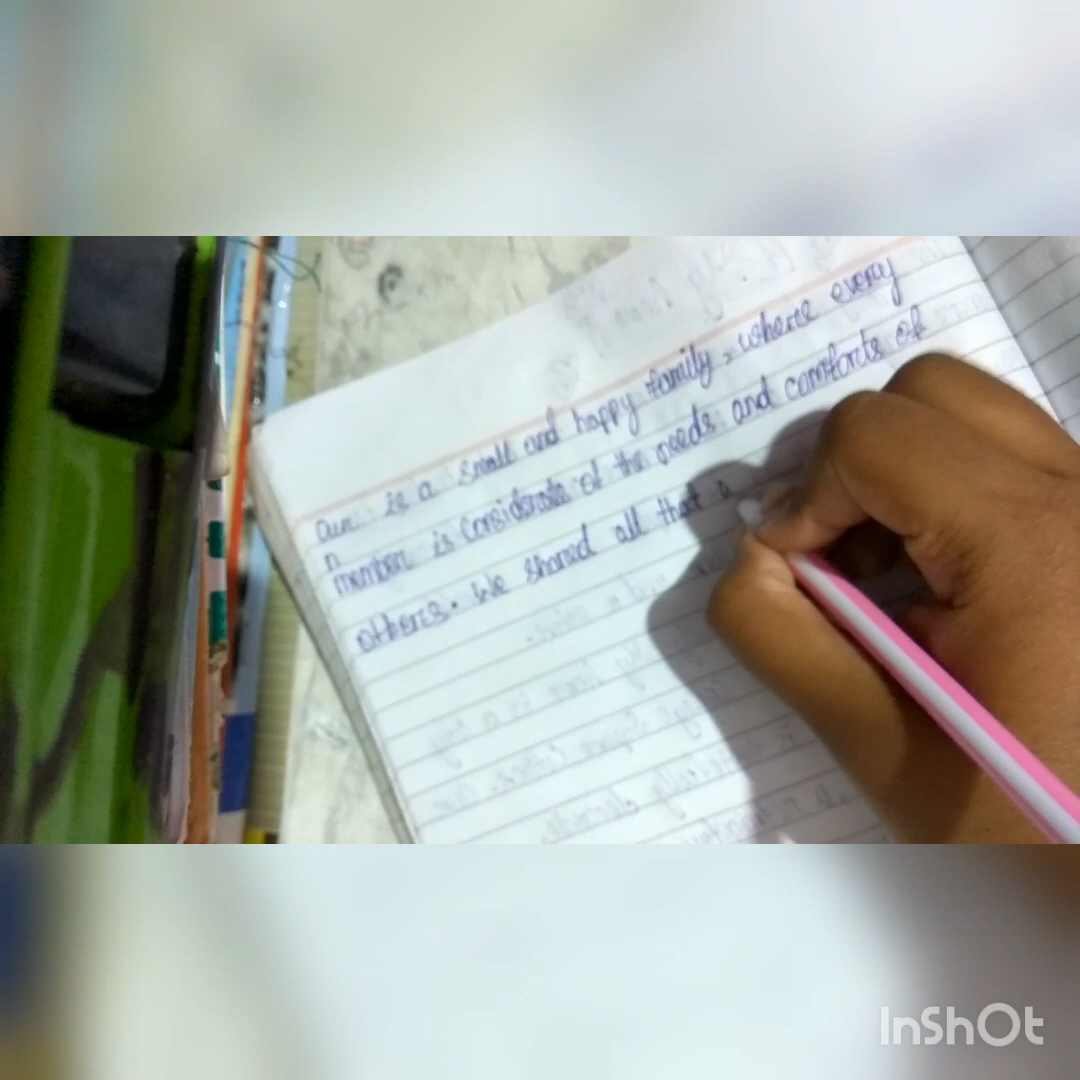 our is a small and happy family, where every
n
member is considerate of the needs and comforts of
others. We shared all that a
InShOt